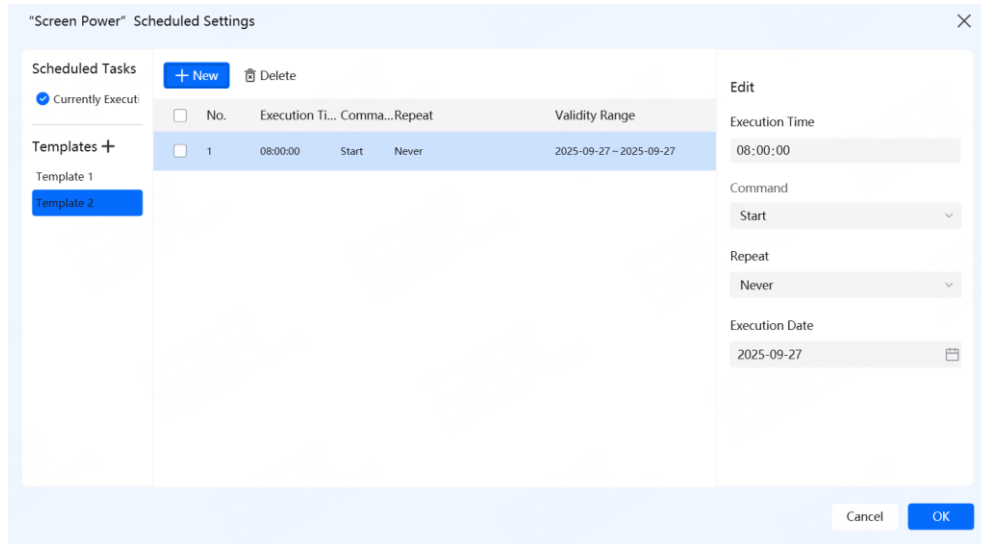 “Screen Power” Scheduled Settings
Scheduled Tasks
Currently Executi
Templates
Template 1
Template 2
New Delete
No. Execution Ti... Comma...Repeat Validity Range
1 08:00:00 Start Never 2025-09-27 ~ 2025-09-27
Edit
Execution Time
08:00:00
Command
Start
Repeat
Never
Execution Date
2025-09-27
Cancel OK